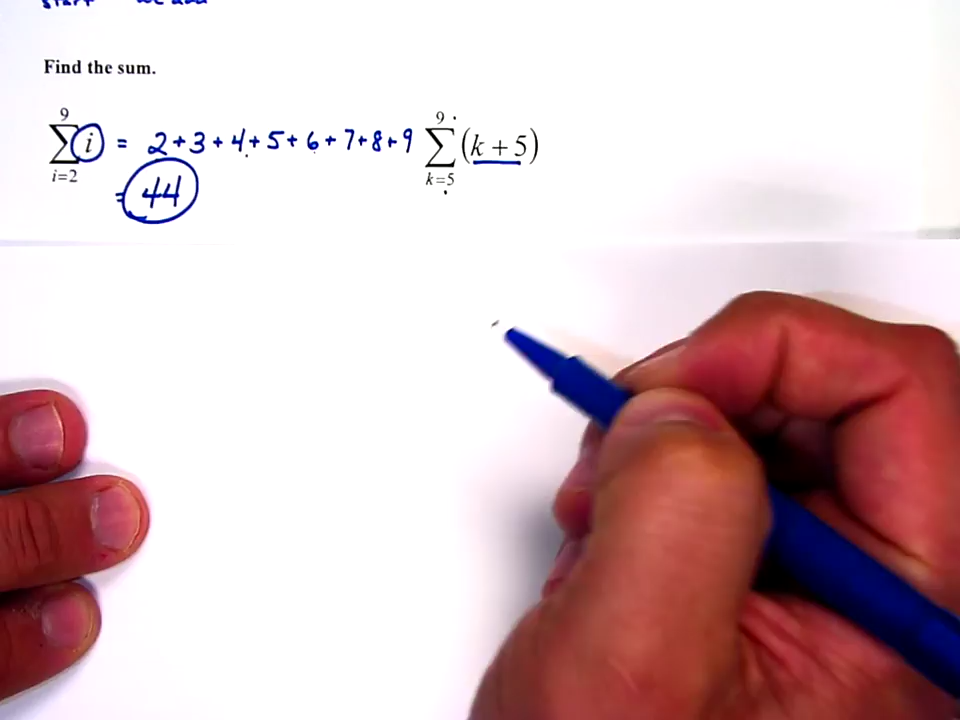 Find the sum.
9 9
∑ i = 2+3+4+5+6+7+8+9 ∑ (k+5)
i=2 k=5
= 44